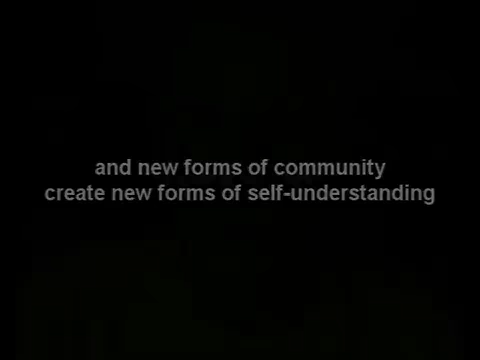 and new forms of community
create new forms of self-understanding